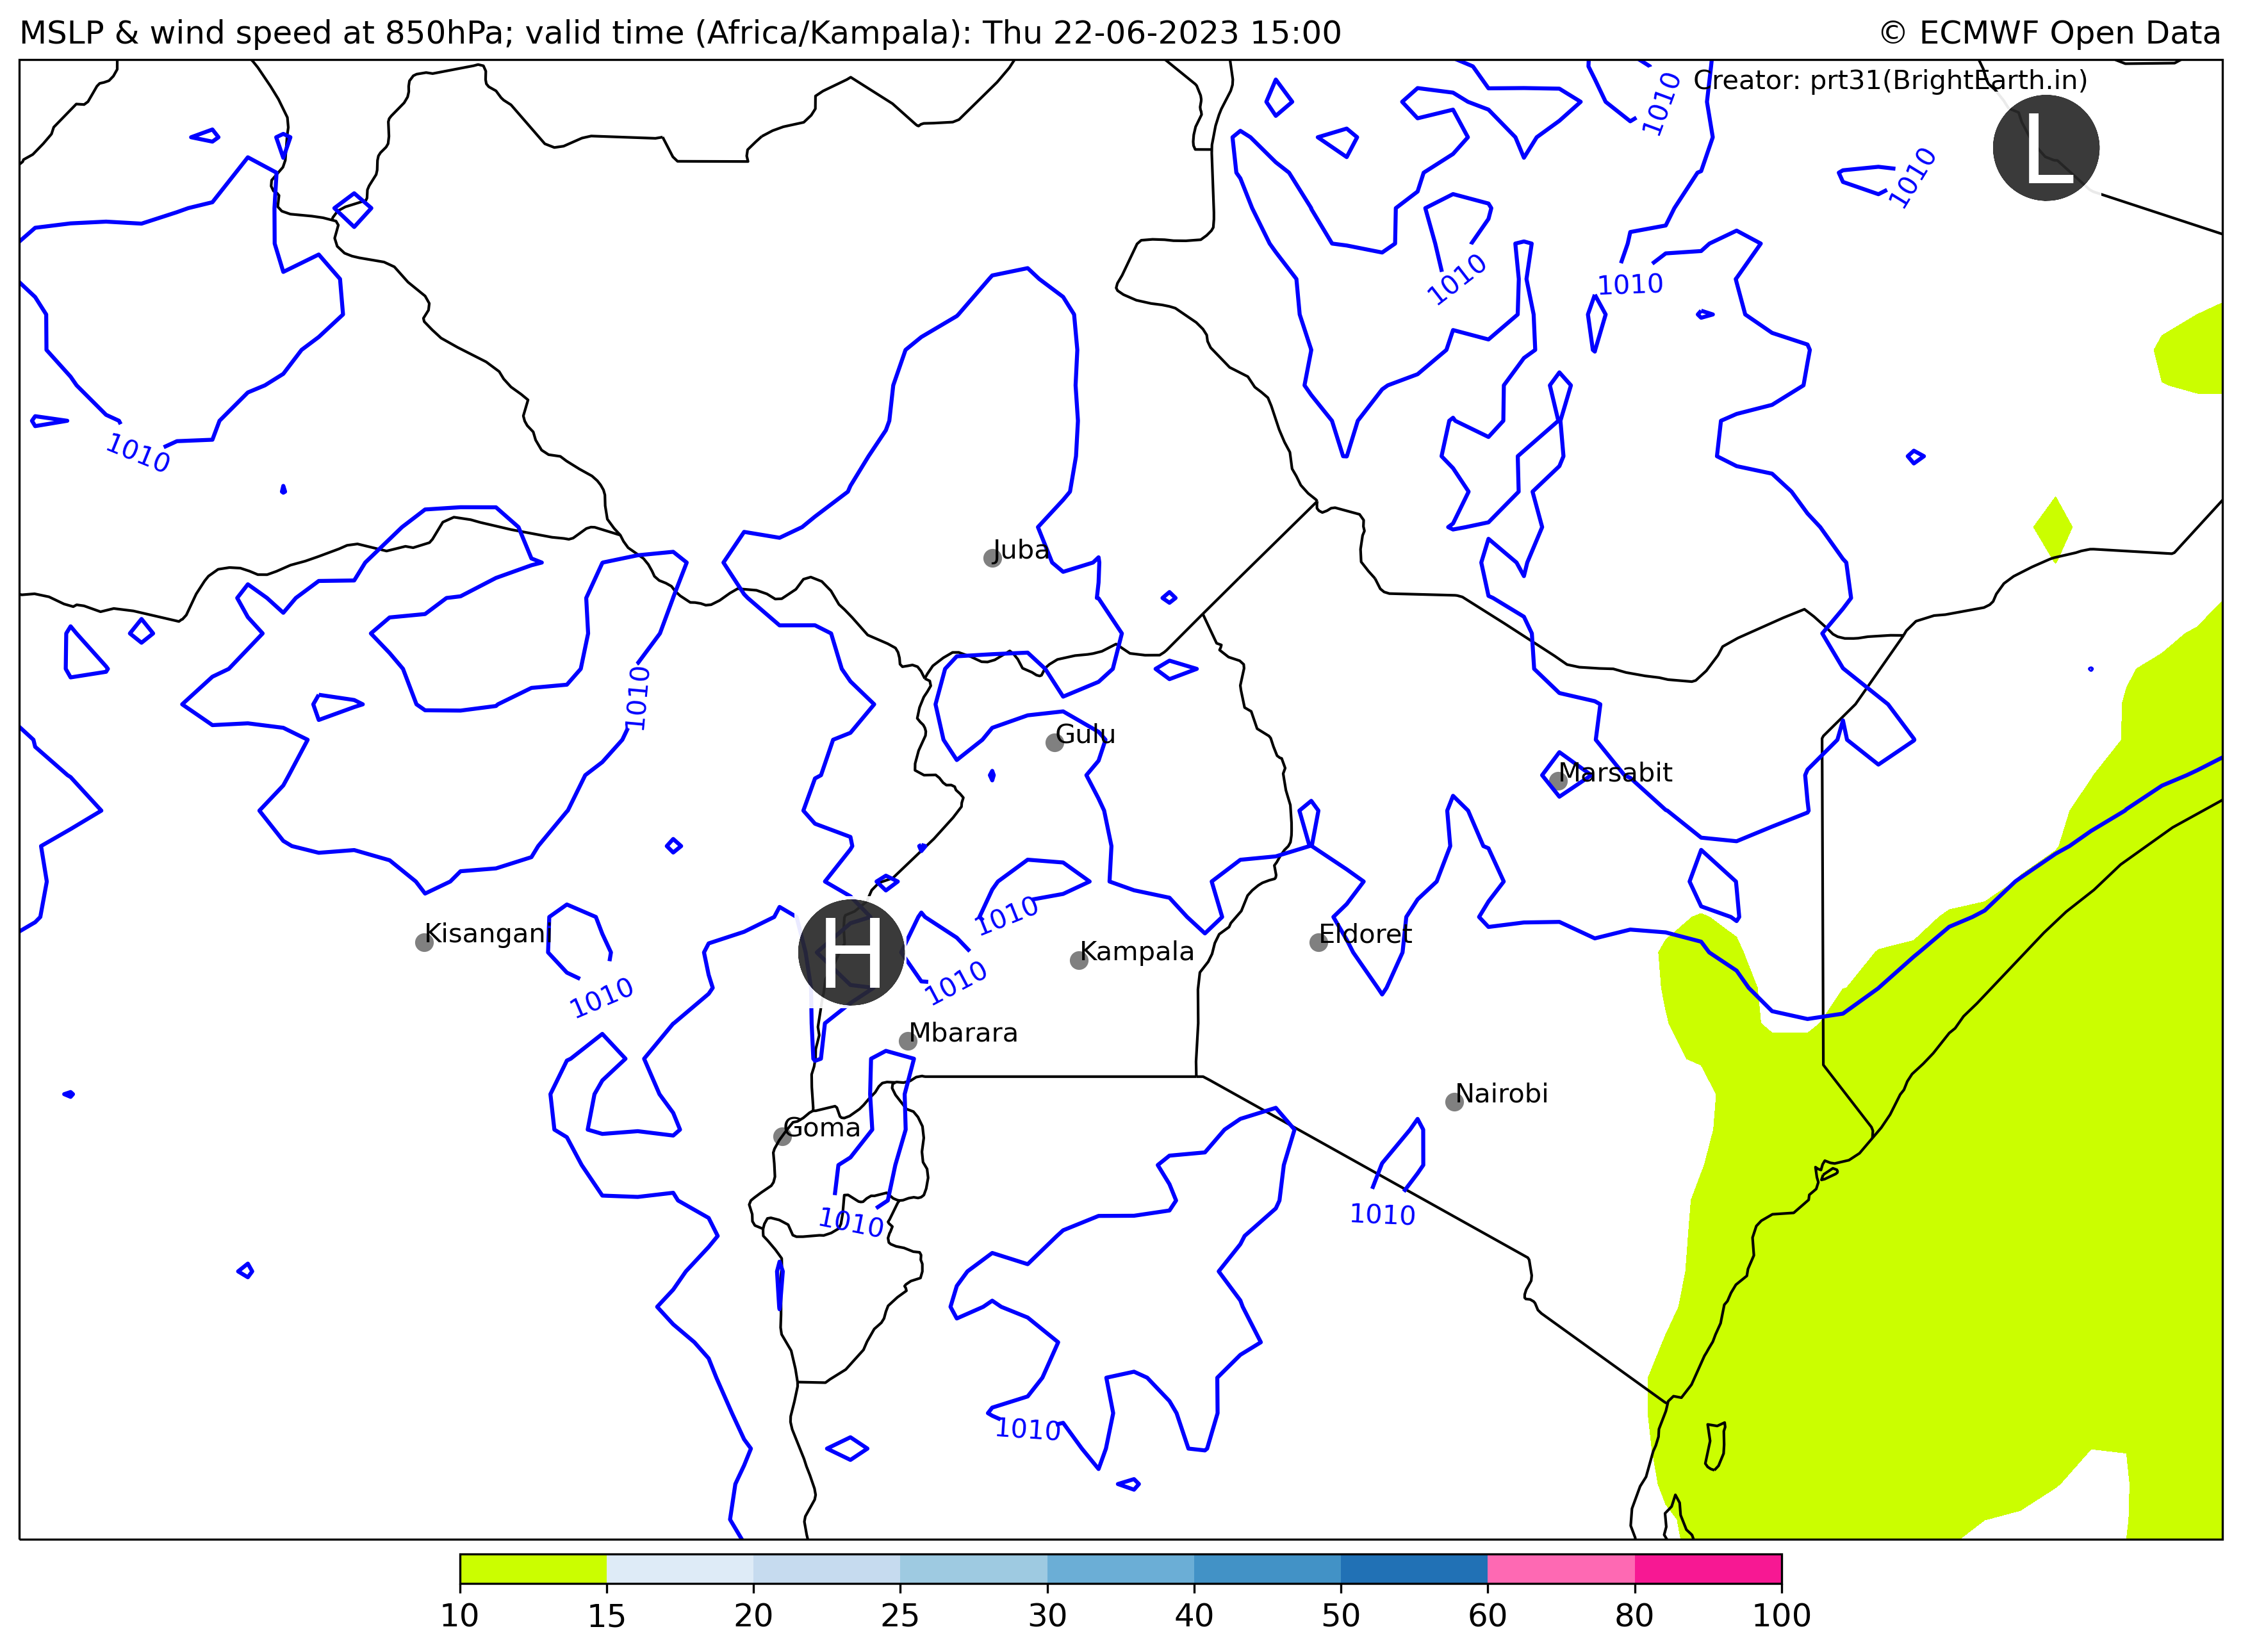 MSLP & wind speed at 850hPa; valid time (Africa/Kampala): Thu 22-06-2023 15:00
© ECMWF Open Data
Creator: prt31(BrightEarth.in)
L
1010
1010
1010
1010
1010
Juba
1010
Gulu
Marsabit
1010
Kisangani
Eldoret
H
Kampala
1010
1010
Mbarara
Nairobi
Goma
1010
1010
1010
10 15 20 25 30 40 50 60 80 100